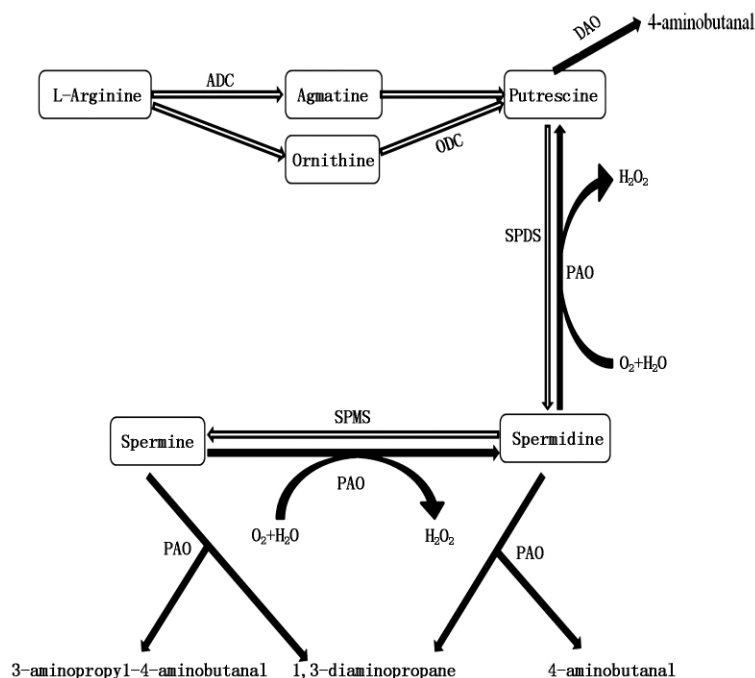 DAO
4-aminobutanal
ADC
L-Arginine
Agmatine
Putrescine
Ornithine
ODC
H₂O₂
SPDS
PAO
O₂+H₂O
SPMS
Spermine
Spermidine
PAO
O₂+H₂O
H₂O₂
PAO
PAO
3-aminopropyl-4-aminobutanal
1,3-diaminopropane
4-aminobutanal